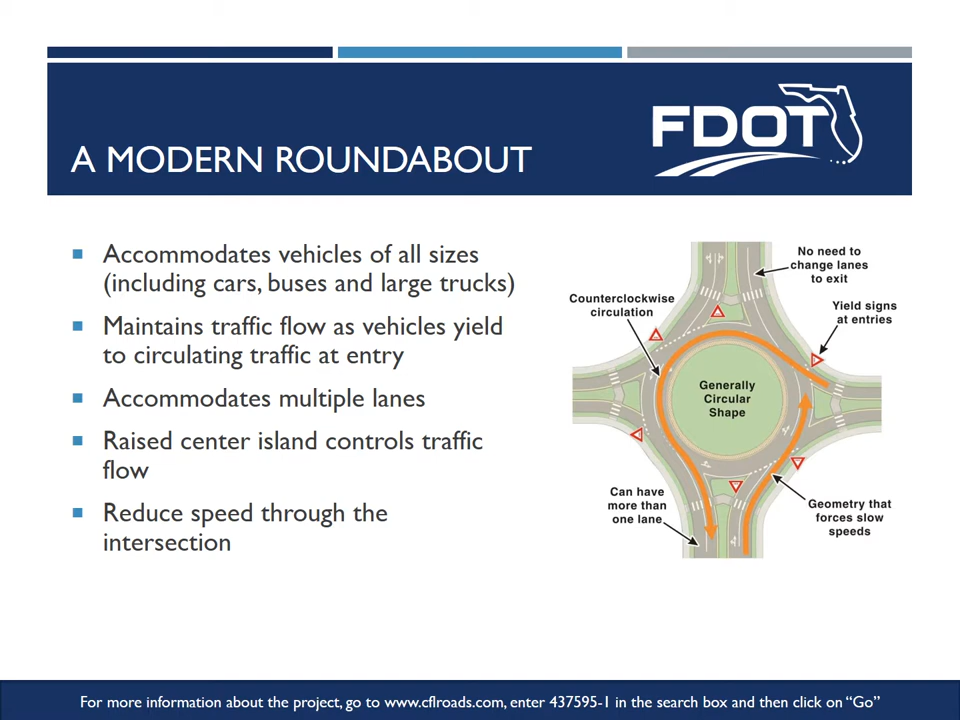 FDOT
A MODERN ROUNDABOUT
Accommodates vehicles of all sizes
(including cars, buses and large trucks)
Maintains traffic flow as vehicles yield
to circulating traffic at entry
Accommodates multiple lanes
Raised center island controls traffic
flow
Reduce speed through the
intersection
No need to
change lanes
to exit
Counterclockwise
circulation
Yield signs
at entries
Generally
Circular
Shape
Can have
more than
one lane
Geometry that
forces slow
speeds
For more information about the project, go to www.cflroads.com, enter 437595-1 in the search box and then click on “Go”